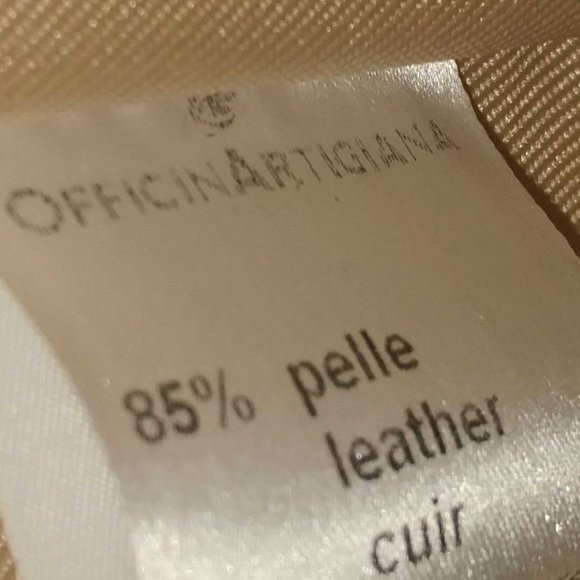 OFFICINARTIGIANA
85% pelle
leather
cuir